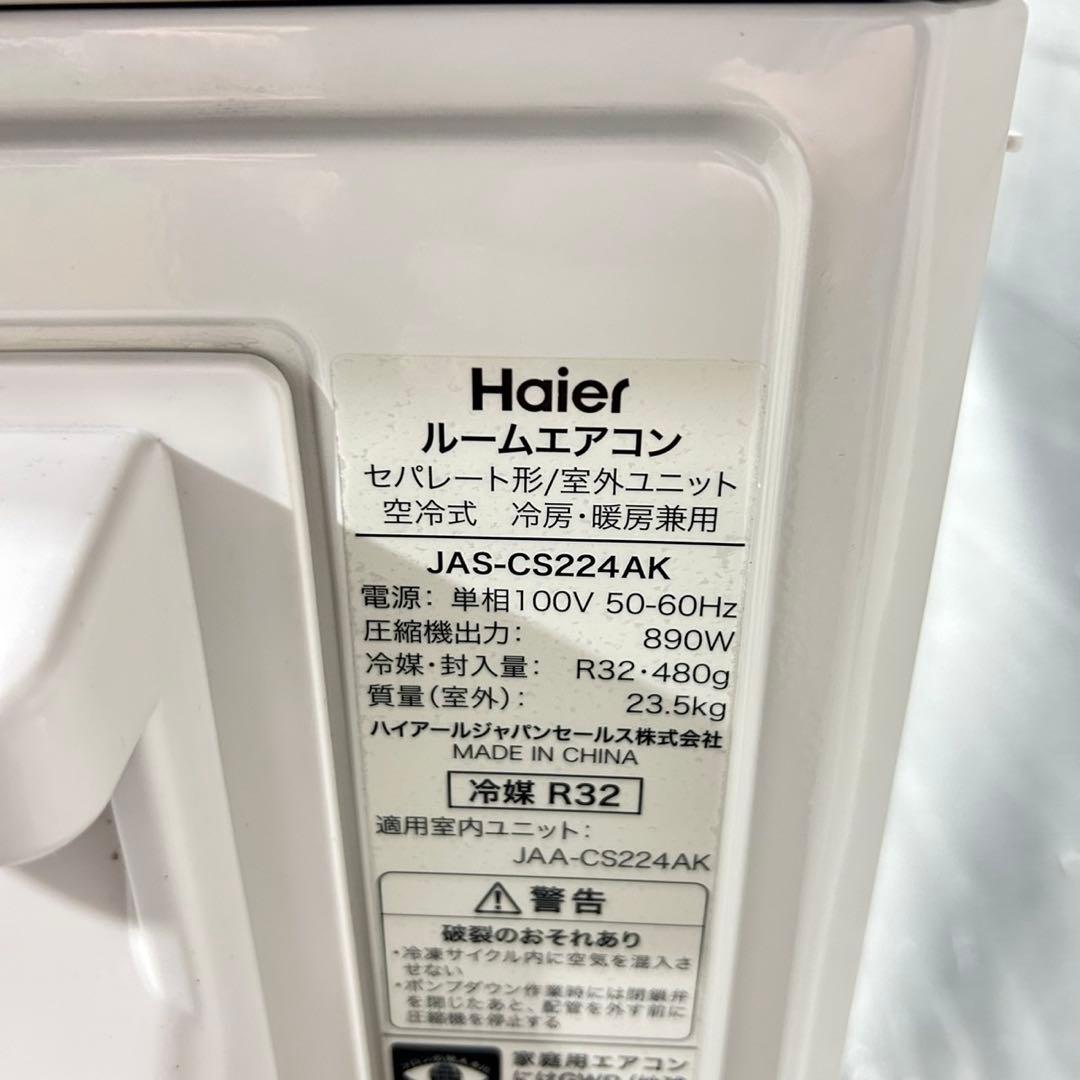 Haier
ルームエアコン
セパレート形/室外ユニット
空冷式　冷房・暖房兼用
JAS-CS224AK
電源: 単相100V 50-60Hz
圧縮機出力: 890W
冷媒・封入量: R32・480g
質量(室外): 23.5kg
ハイアールジャパンセールス株式会社
MADE IN CHINA
冷媒 R32
適用室内ユニット:
JAA-CS224AK
警告
破裂のおそれあり
・冷凍サイクル内に空気を混入さ
せない
・ポンプダウン作業時には閉鎖弁
を閉じたあと、配管を外す前に
圧縮機を停止する
家庭用エアコン
にはGWP